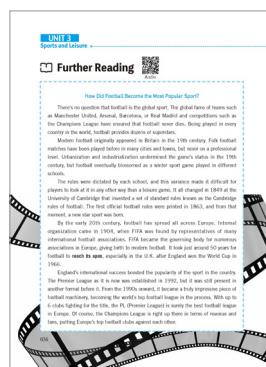 UNIT 3
Sports and Leisure
Further Reading
Audio
How Did Football Become the Most Popular Sport?
There's no question that football is the global sport. The global fame of teams such
as Manchester United, Arsenal, Barcelona, or Real Madrid and competitions such as
the Champions League have ensured that football never dies. Being played in every
country in the world, football provides dozens of superstars.
Modern football originally appeared in Britain in the 19th century. Folk football
matches have been played before in many cities and towns, but never on a professional
level. Urbanization and industrialization undermined the game's status in the 19th
century, but football eventually blossomed as a winter sport game played in different
schools.
The rules were dictated by each school, and this variance made it difficult for
players to look at it in any other way than a leisure game. It all changed in 1849 at the
University of Cambridge that invented a set of standard rules known as the Cambridge
rules of football. The first official football rules were printed in 1863, and from that
moment, a new star sport was born.
By the early 20th century, football has spread all across Europe. Internal
organization came in 1904, when FIFA was found by representatives of many
international football associations. FIFA became the governing body for numerous
associations in Europe, giving birth to modern football. It took just around 50 years for
football to reach its apex, especially in the U.K. after England won the World Cup in
1966.
England's international success boosted the popularity of the sport in the country.
The Premier League as it is now was established in 1992, but it was still present in
another format before it. From the 1990s onward, it became a truly impressive piece of
football machinery, becoming the world's top football league in the process. With up to
6 clubs fighting for the title, the PL (Premier League) is surely the best football league
in Europe. Of course, the Champions League is right up there in terms of revenue and
fans, putting Europe's top football clubs against each other.
036